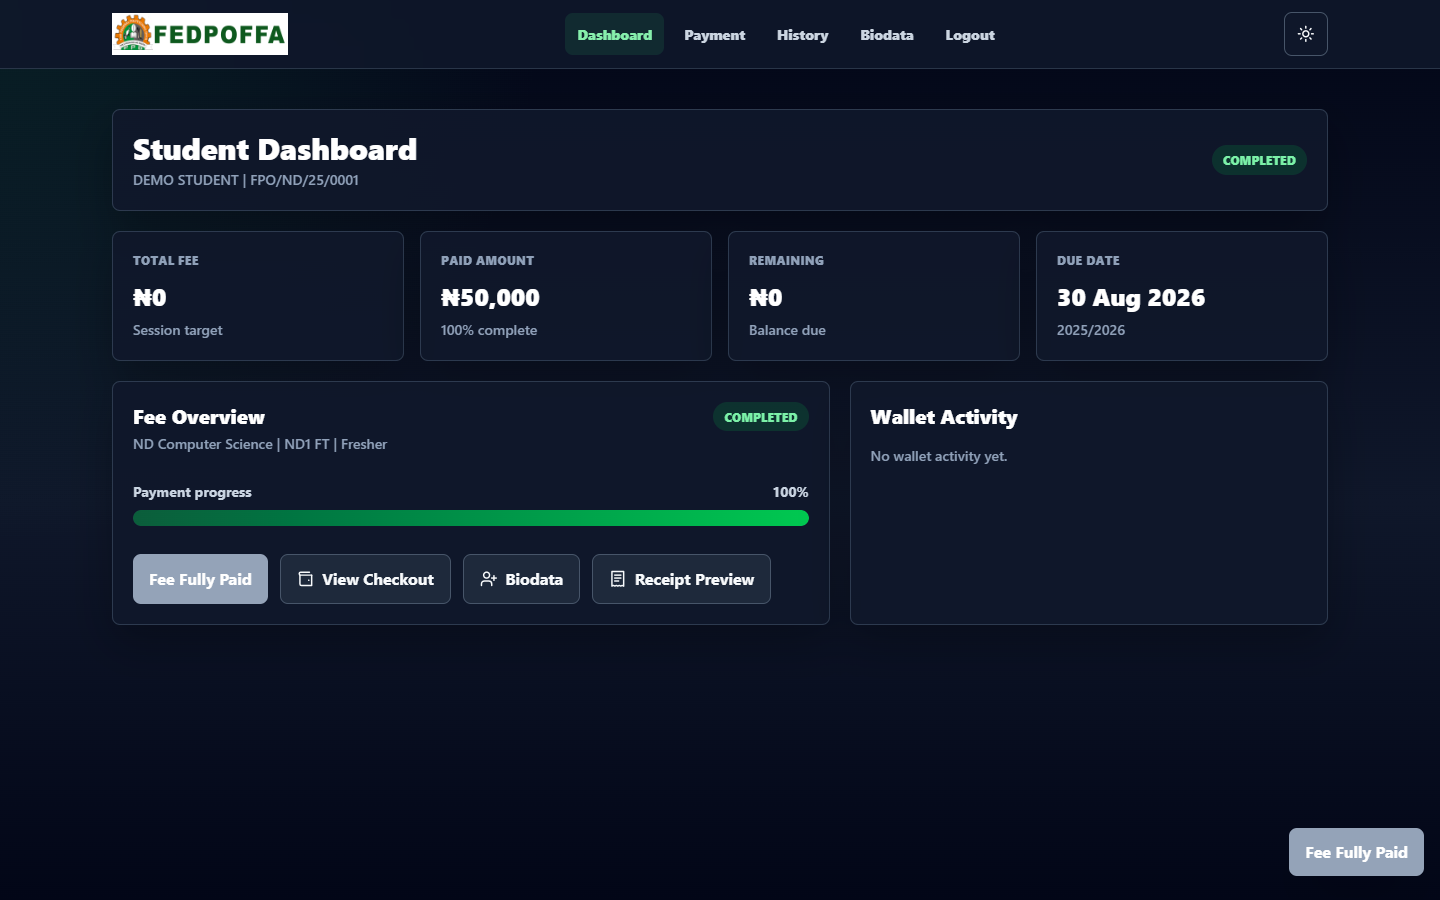 FEDPOFFA
Dashboard
Payment
History
Biodata
Logout
Student Dashboard
DEMO STUDENT | FPO/ND/25/0001
COMPLETED
TOTAL FEE
₦0
Session target
PAID AMOUNT
₦50,000
100% complete
REMAINING
₦0
Balance due
DUE DATE
30 Aug 2026
2025/2026
Fee Overview
COMPLETED
ND Computer Science | ND1 FT | Fresher
Payment progress
100%
Fee Fully Paid
View Checkout
Biodata
Receipt Preview
Wallet Activity
No wallet activity yet.
Fee Fully Paid